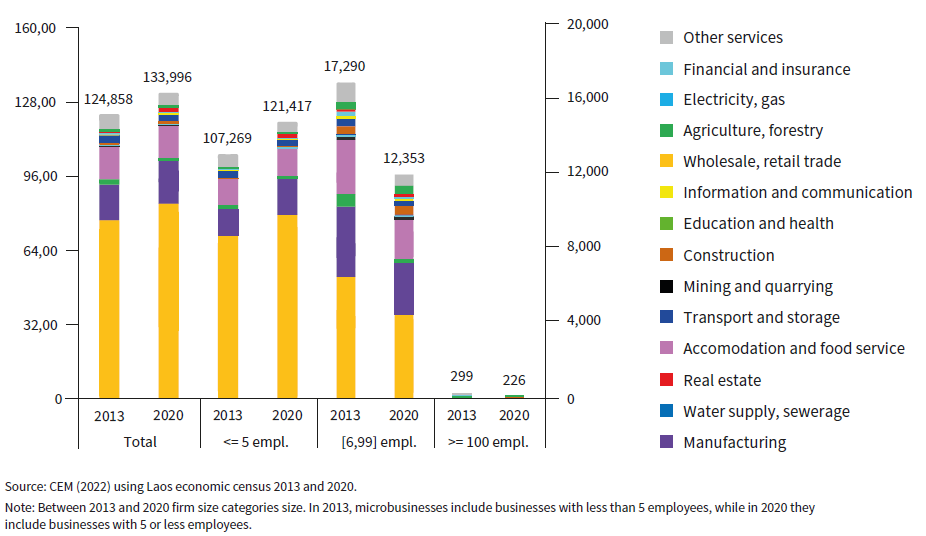 160,00
128,00
96,00
64,00
32,00
0
20,000
16,000
12,000
8,000
4,000
0
124,858
133,996
107,269
121,417
17,290
12,353
299
226
2013 2020 2013 2020 2013 2020 2013 2020
Total <= 5 empl. [6,99] empl. >= 100 empl.
Other services
Financial and insurance
Electricity, gas
Agriculture, forestry
Wholesale, retail trade
Information and communication
Education and health
Construction
Mining and quarrying
Transport and storage
Accomodation and food service
Real estate
Water supply, sewerage
Manufacturing
Source: CEM (2022) using Laos economic census 2013 and 2020.
Note: Between 2013 and 2020 firm size categories size. In 2013, microbusinesses include businesses with less than 5 employees, while in 2020 they
include businesses with 5 or less employees.